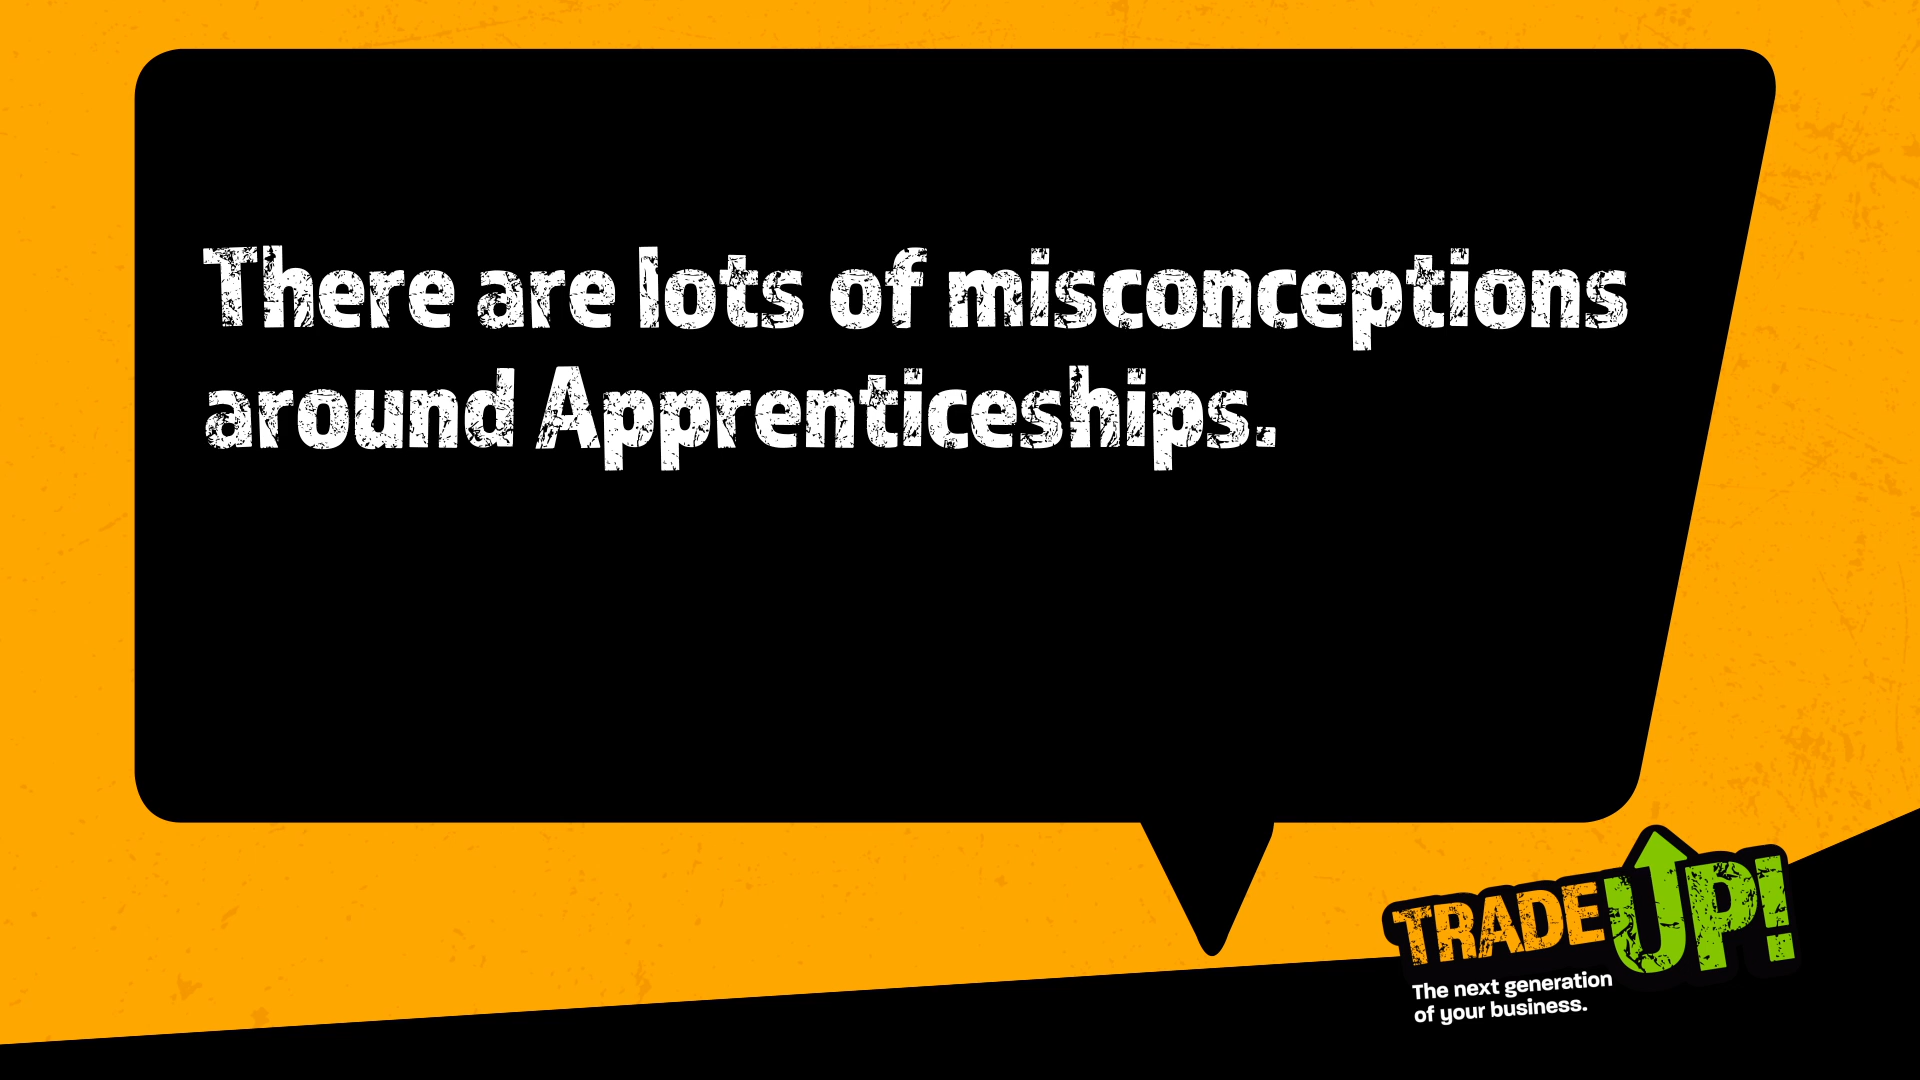 There are lots of misconceptions
around Apprenticeships.
TRADE UP!
The next generation
of your business.